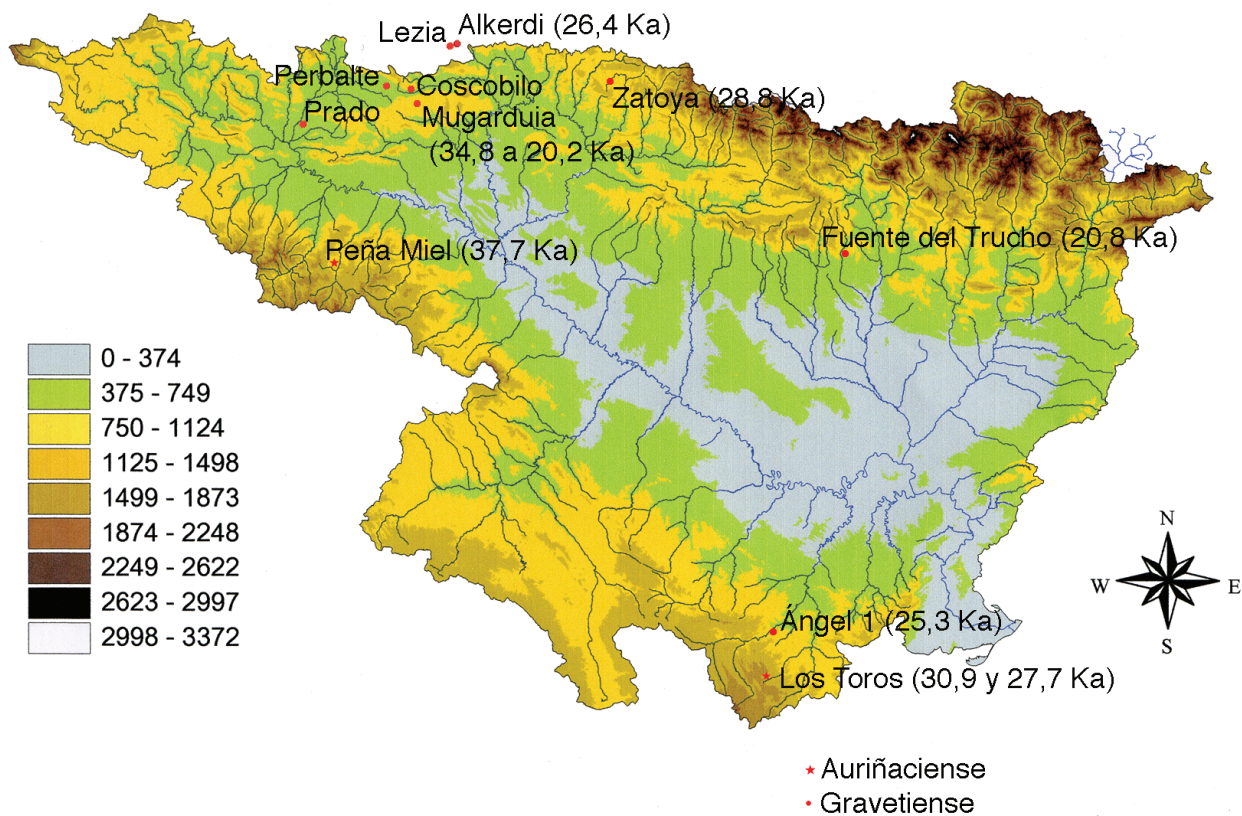 Lezia
Alkerdi (26,4 Ka)
Perbalte
Coscobilo
Zatoya (28,8 Ka)
Prado
Mugarduia
(34,8 a 20,2 Ka)
Peña Miel (37,7 Ka)
Fuente del Trucho (20,8 Ka)
0 - 374
375 - 749
750 - 1124
1125 - 1498
1499 - 1873
1874 - 2248
2249 - 2622
2623 - 2997
2998 - 3372
N
W
E
S
Ángel 1 (25,3 Ka)
Los Toros (30,9 y 27,7 Ka)
Auriñaciense
Gravetiense